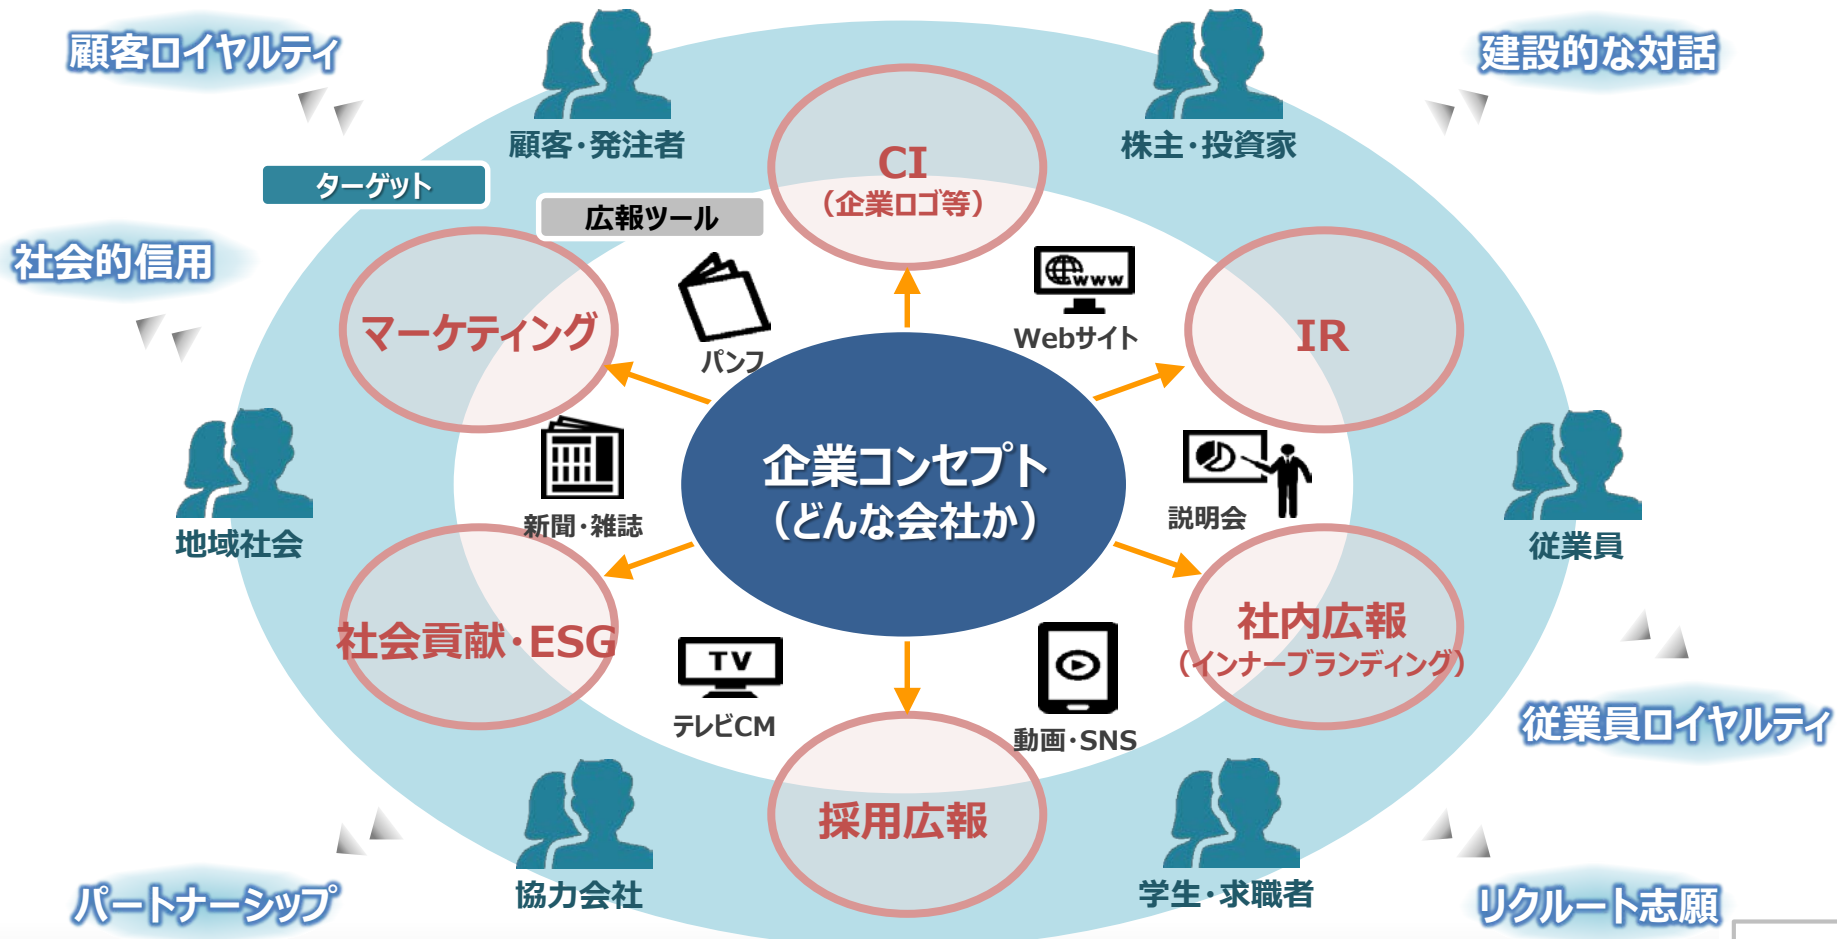 顧客ロイヤルティ
建設的な対話
顧客・発注者
株主・投資家
CI
(企業ロゴ等)
ターゲット
広報ツール
社会的信用
マーケティング
パンフ
WWW
Webサイト
IR
企業コンセプト
(どんな会社か)
新聞・雑誌
説明会
地域社会
従業員
社会貢献・ESG
社内広報
(インナーブランディング)
TV
テレビCM
動画・SNS
従業員ロイヤルティ
採用広報
パートナーシップ
協力会社
学生・求職者
リクルート志願